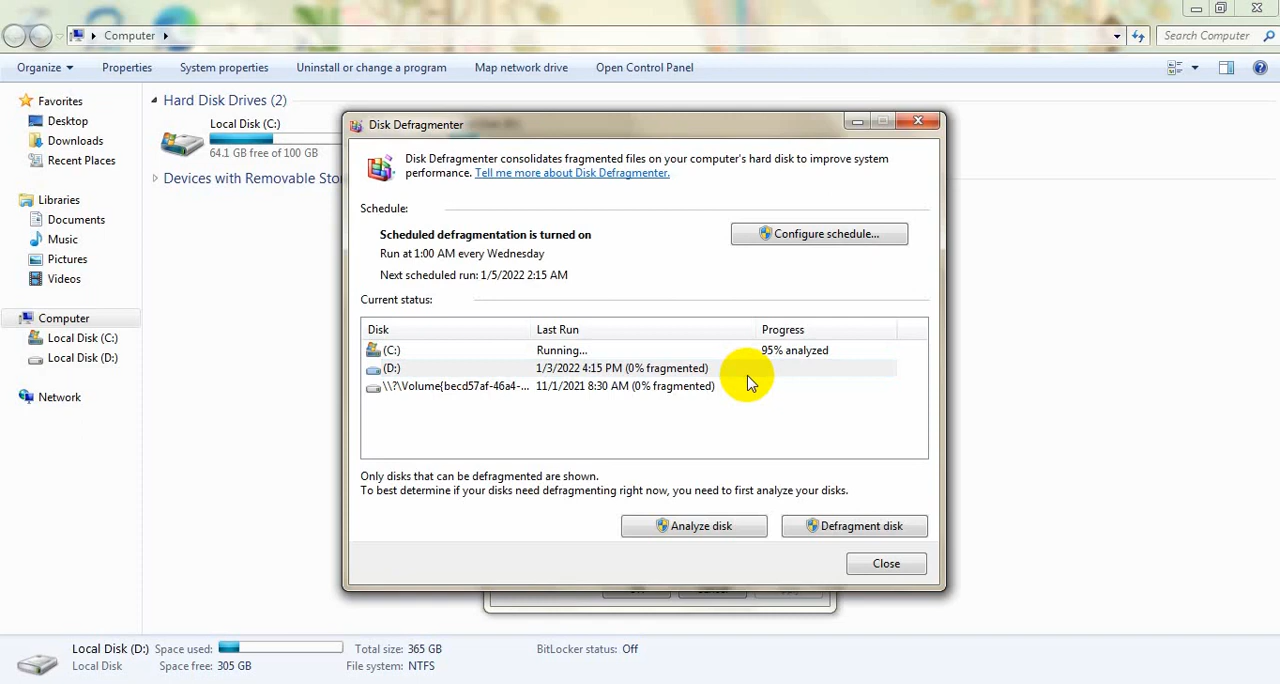 Computer
Search Computer
Organize
Properties
System properties
Uninstall or change a program
Map network drive
Open Control Panel
Favorites
Desktop
Downloads
Recent Places
Libraries
Documents
Music
Pictures
Videos
Computer
Local Disk (C:)
Local Disk (D:)
Network
Hard Disk Drives (2)
Local Disk (C:)
64.1 GB free of 100 GB
Devices with Removable Sto
Disk Defragmenter
Disk Defragmenter consolidates fragmented files on your computer's hard disk to improve system
performance. Tell me more about Disk Defragmenter.
Schedule:
Scheduled defragmentation is turned on
Configure schedule...
Run at 1:00 AM every Wednesday
Next scheduled run: 1/5/2022 2:15 AM
Current status:
Disk Last Run Progress
(C:) Running... 95% analyzed
(D:) 1/3/2022 4:15 PM (0% fragmented)
\\?\Volume{becd57af-46a4-... 11/1/2021 8:30 AM (0% fragmented)
Only disks that can be defragmented are shown.
To best determine if your disks need defragmenting right now, you need to first analyze your disks.
Analyze disk
Defragment disk
Close
Local Disk (D:) Space used: Total size: 365 GB BitLocker status: Off
Local Disk Space free: 305 GB File system: NTFS